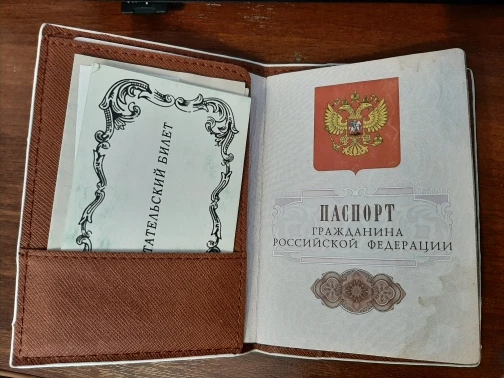 ТАТЕЛЬСКИЙ БИЛЕТ
ПАСПОРТ
ГРАЖДАНИНА
РОССИЙСКОЙ ФЕДЕРАЦИИ